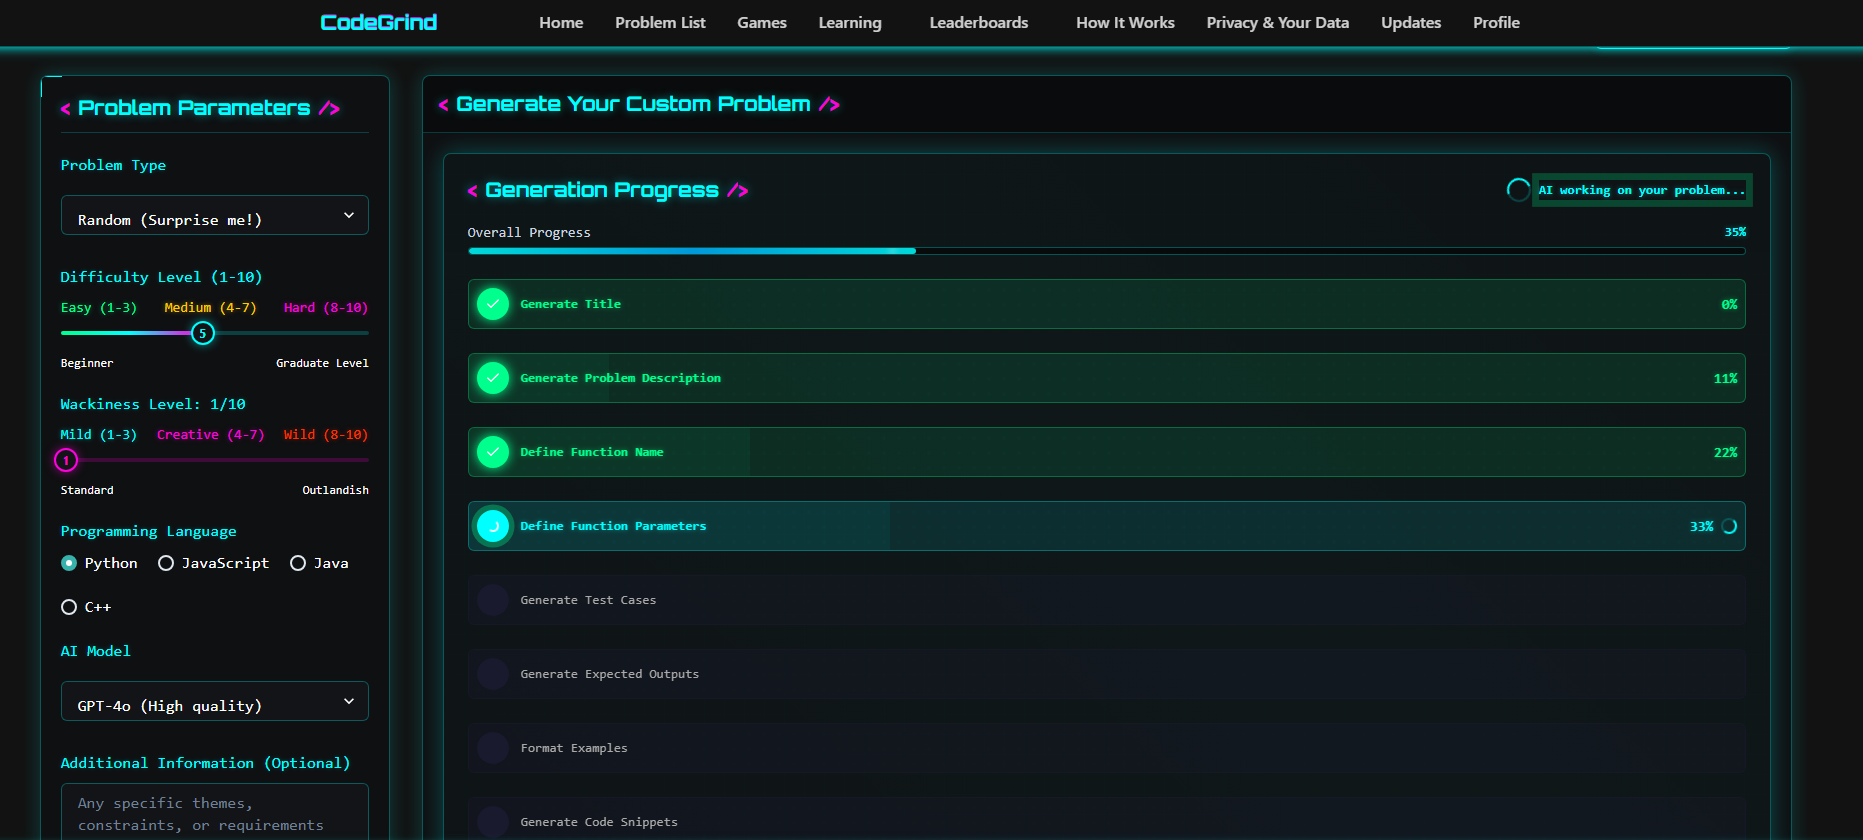 CodeGrind
Home Problem List Games Learning Leaderboards How It Works Privacy & Your Data Updates Profile
< Problem Parameters />
Problem Type
Random (Surprise me!)
Difficulty Level (1-10)
Easy (1-3) Medium (4-7) Hard (8-10)
5
Beginner Graduate Level
Wackiness Level: 1/10
Mild (1-3) Creative (4-7) Wild (8-10)
1
Standard Outlandish
Programming Language
Python JavaScript Java
C++
AI Model
GPT-4o (High quality)
Additional Information (Optional)
Any specific themes,
constraints, or requirements
< Generate Your Custom Problem />
< Generation Progress />
AI working on your problem...
Overall Progress 35%
Generate Title 0%
Generate Problem Description 11%
Define Function Name 22%
Define Function Parameters 33%
Generate Test Cases
Generate Expected Outputs
Format Examples
Generate Code Snippets